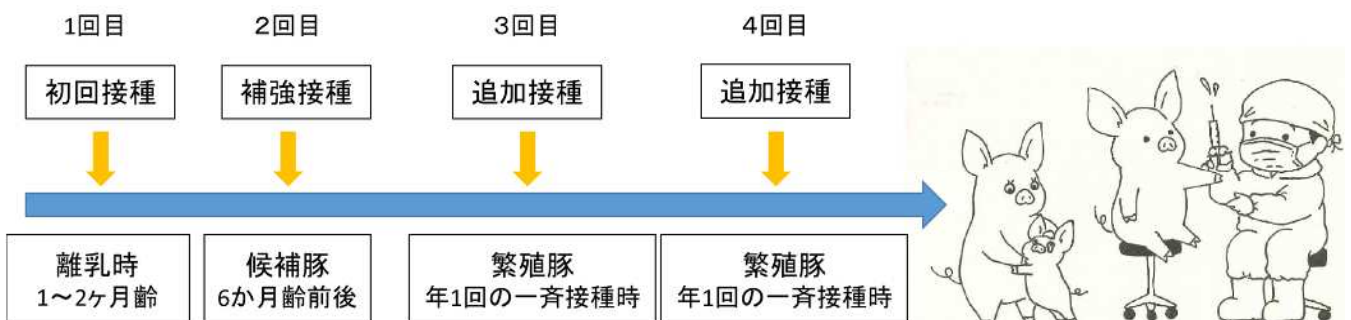 1回目
2回目
3回目
4回目
初回接種
補強接種
追加接種
追加接種
離乳時
1～2ヶ月齢
候補豚
6か月齢前後
繁殖豚
年1回の一斉接種時
繁殖豚
年1回の一斉接種時